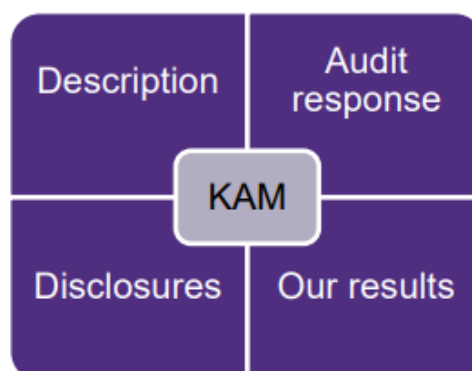 Description
Audit
response
KAM
Disclosures
Our results